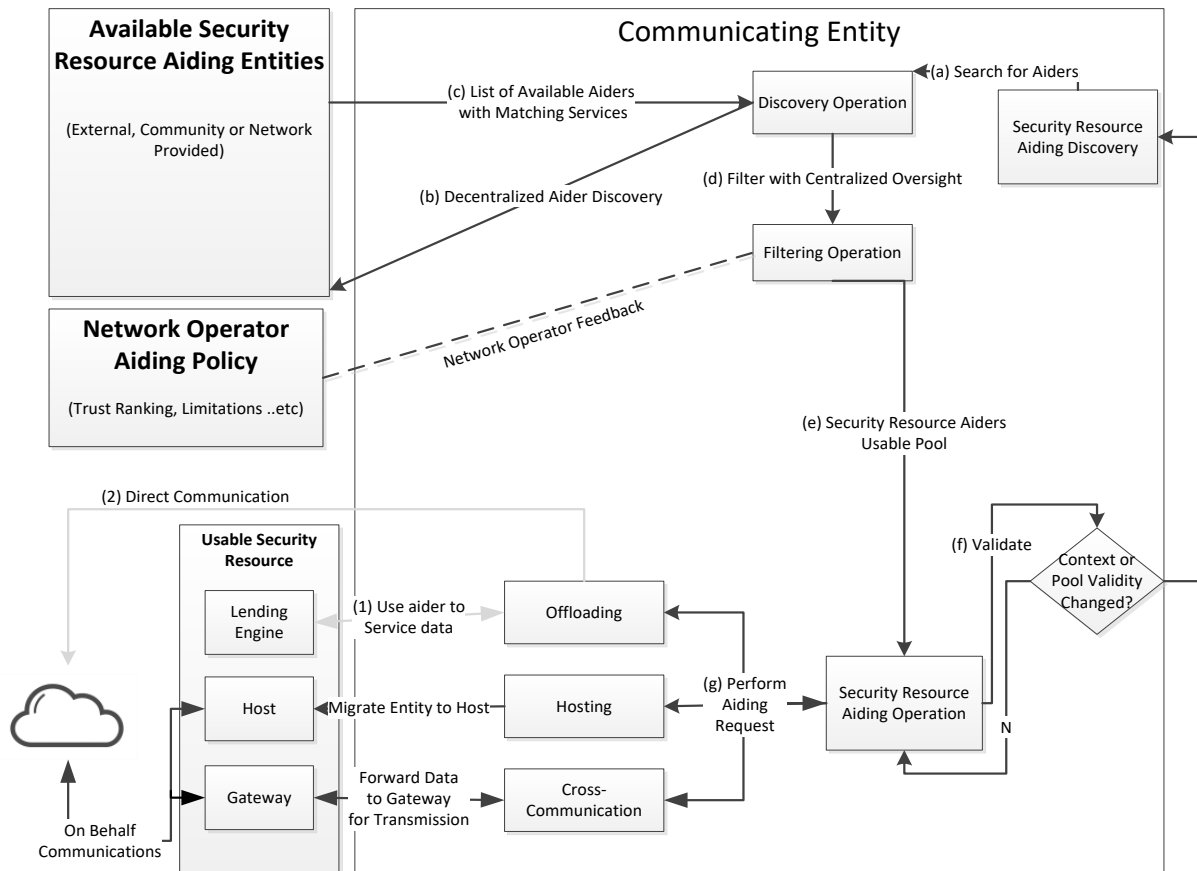 Available Security
Resource Aiding Entities
(External, Community or Network
Provided)
Communicating Entity
(a) Search for Aiders
(c) List of Available Aiders
with Matching Services
Discovery Operation
Security Resource
Aiding Discovery
(d) Filter with Centralized Oversight
(b) Decentralized Aider Discovery
Filtering Operation
Network Operator
Aiding Policy
(Trust Ranking, Limitations ..etc)
Network Operator Feedback
(e) Security Resource Aiders
Usable Pool
(2) Direct Communication
Usable Security
Resource
(f) Validate
Context or
Pool Validity
Changed?
Lending
Engine
(1) Use aider to
Service data
Offloading
Host
Migrate Entity to Host
Hosting
(g) Perform
Aiding
Request
Security Resource
Aiding Operation
N
Gateway
Forward Data
to Gateway
for Transmission
Cross-
Communication
On Behalf
Communications